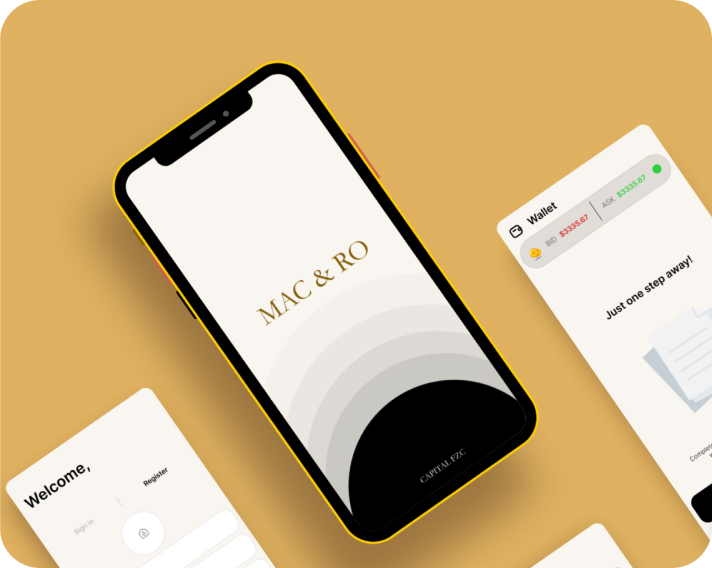 MAC & RO
CAPITAL FZC
Wallet
BID $3335.67 ASK $3335.67
Just one step away!
Welcome,
Sign in
Register